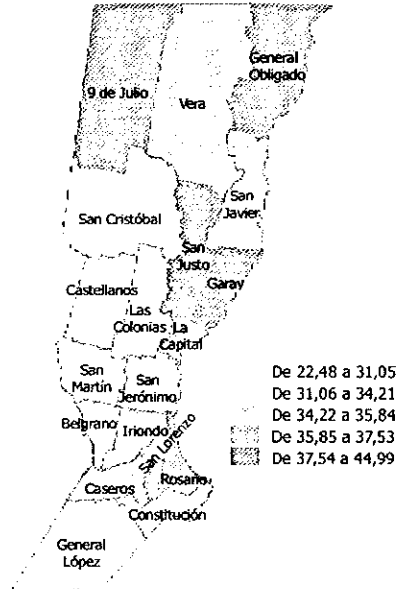 General
Obligado
9 de Julio
Vera
San
Javier
San Cristóbal
San
Justo
Garay
Castellanos
Las
Colonias
La
Capital
San
Martín
San
Jerónimo
Belgrano
Iriondo
San Lorenzo
Caseros
Rosario
Constitución
General
López
De 22,48 a 31,05
De 31,06 a 34,21
De 34,22 a 35,84
De 35,85 a 37,53
De 37,54 a 44,99